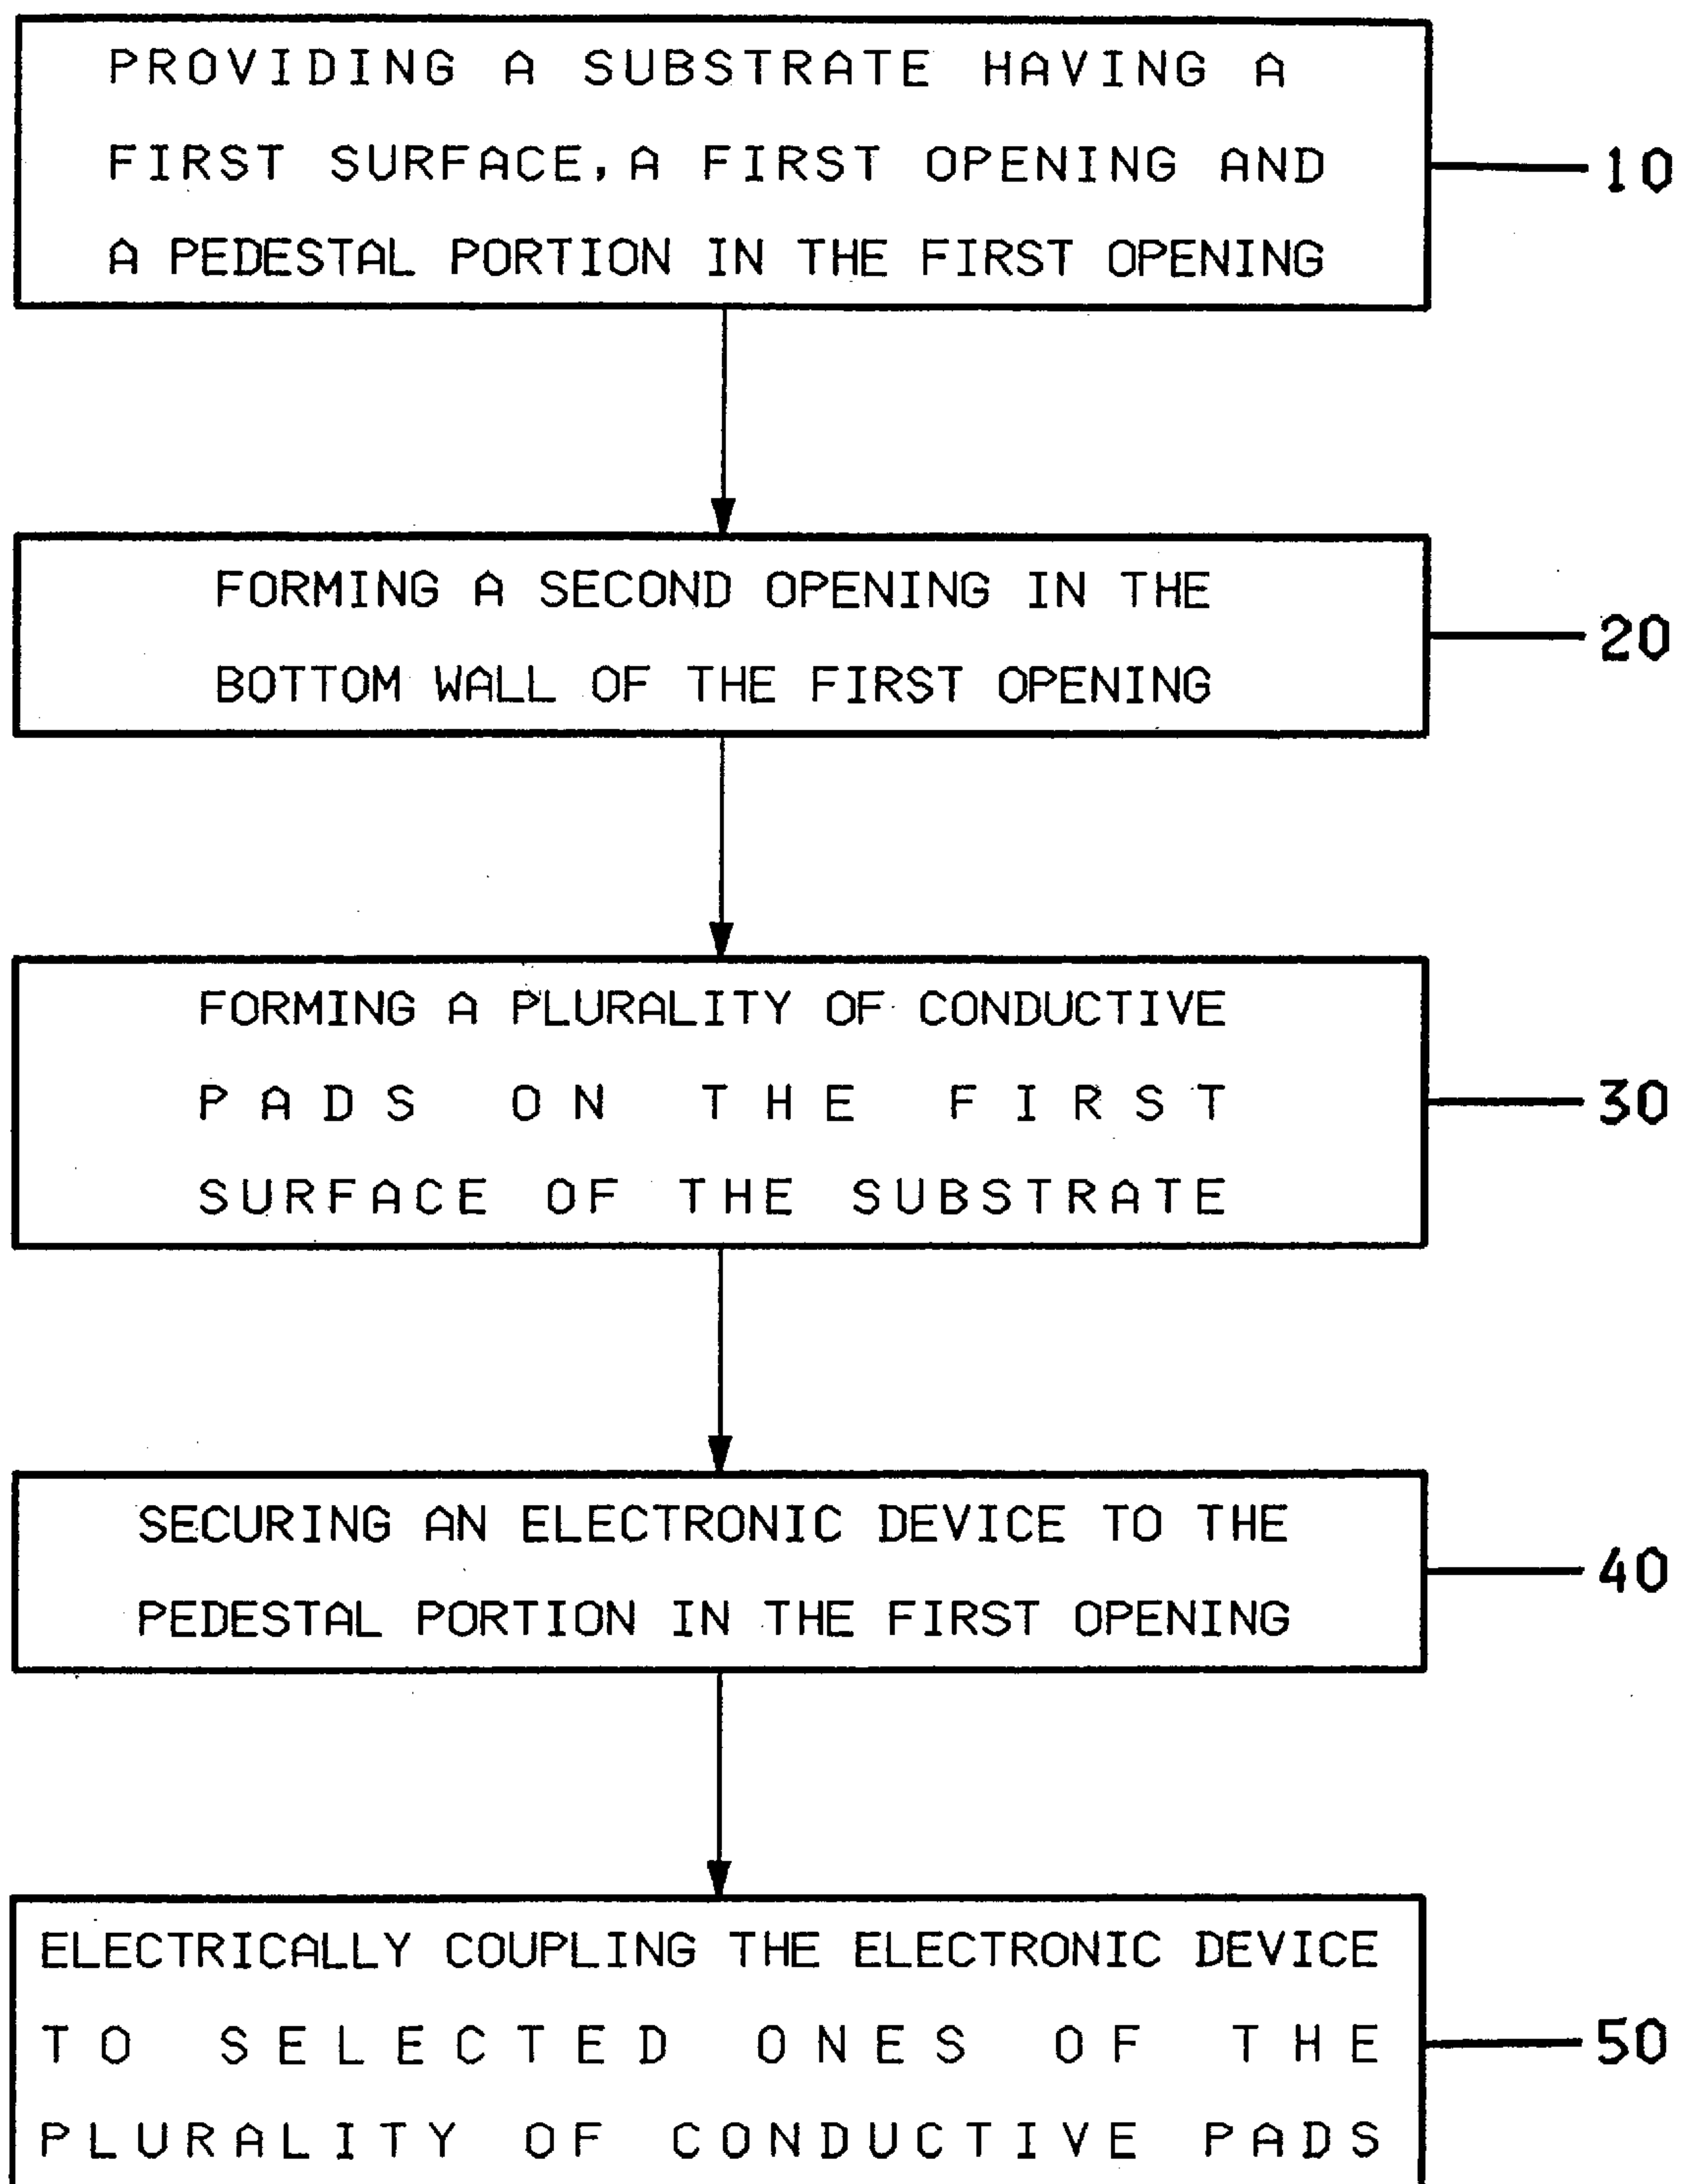 PROVIDING A SUBSTRATE HAVING A
FIRST SURFACE, A FIRST OPENING AND
A PEDESTAL PORTION IN THE FIRST OPENING
10
FORMING A SECOND OPENING IN THE
BOTTOM WALL OF THE FIRST OPENING
20
FORMING A PLURALITY OF CONDUCTIVE
PADS ON THE FIRST
SURFACE OF THE SUBSTRATE
30
SECURING AN ELECTRONIC DEVICE TO THE
PEDESTAL PORTION IN THE FIRST OPENING
40
ELECTRICALLY COUPLING THE ELECTRONIC DEVICE
TO SELECTED ONES OF THE
PLURALITY OF CONDUCTIVE PADS
50